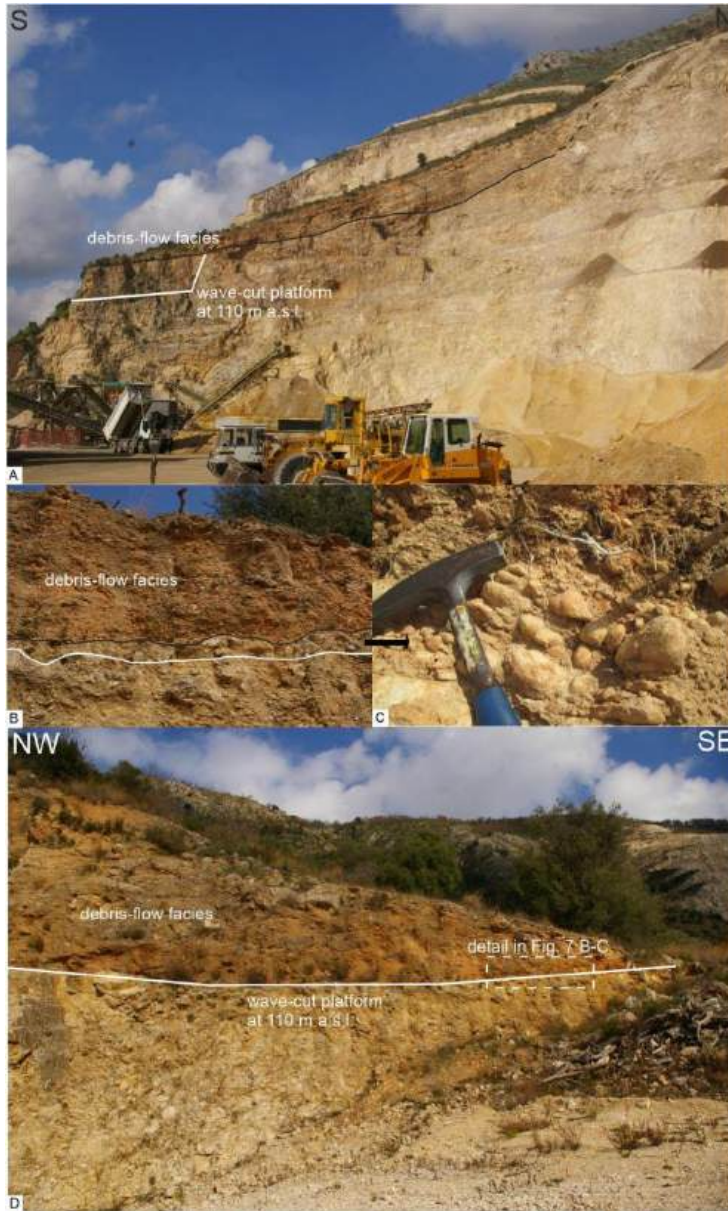 S
debris-flow facies
wave-cut platform
at 110 m a.s.l.
A
debris-flow facies
B
C
NW
SE
debris-flow facies
detail in Fig. 7 B-C
wave-cut platform
at 110 m a.s.l.
D